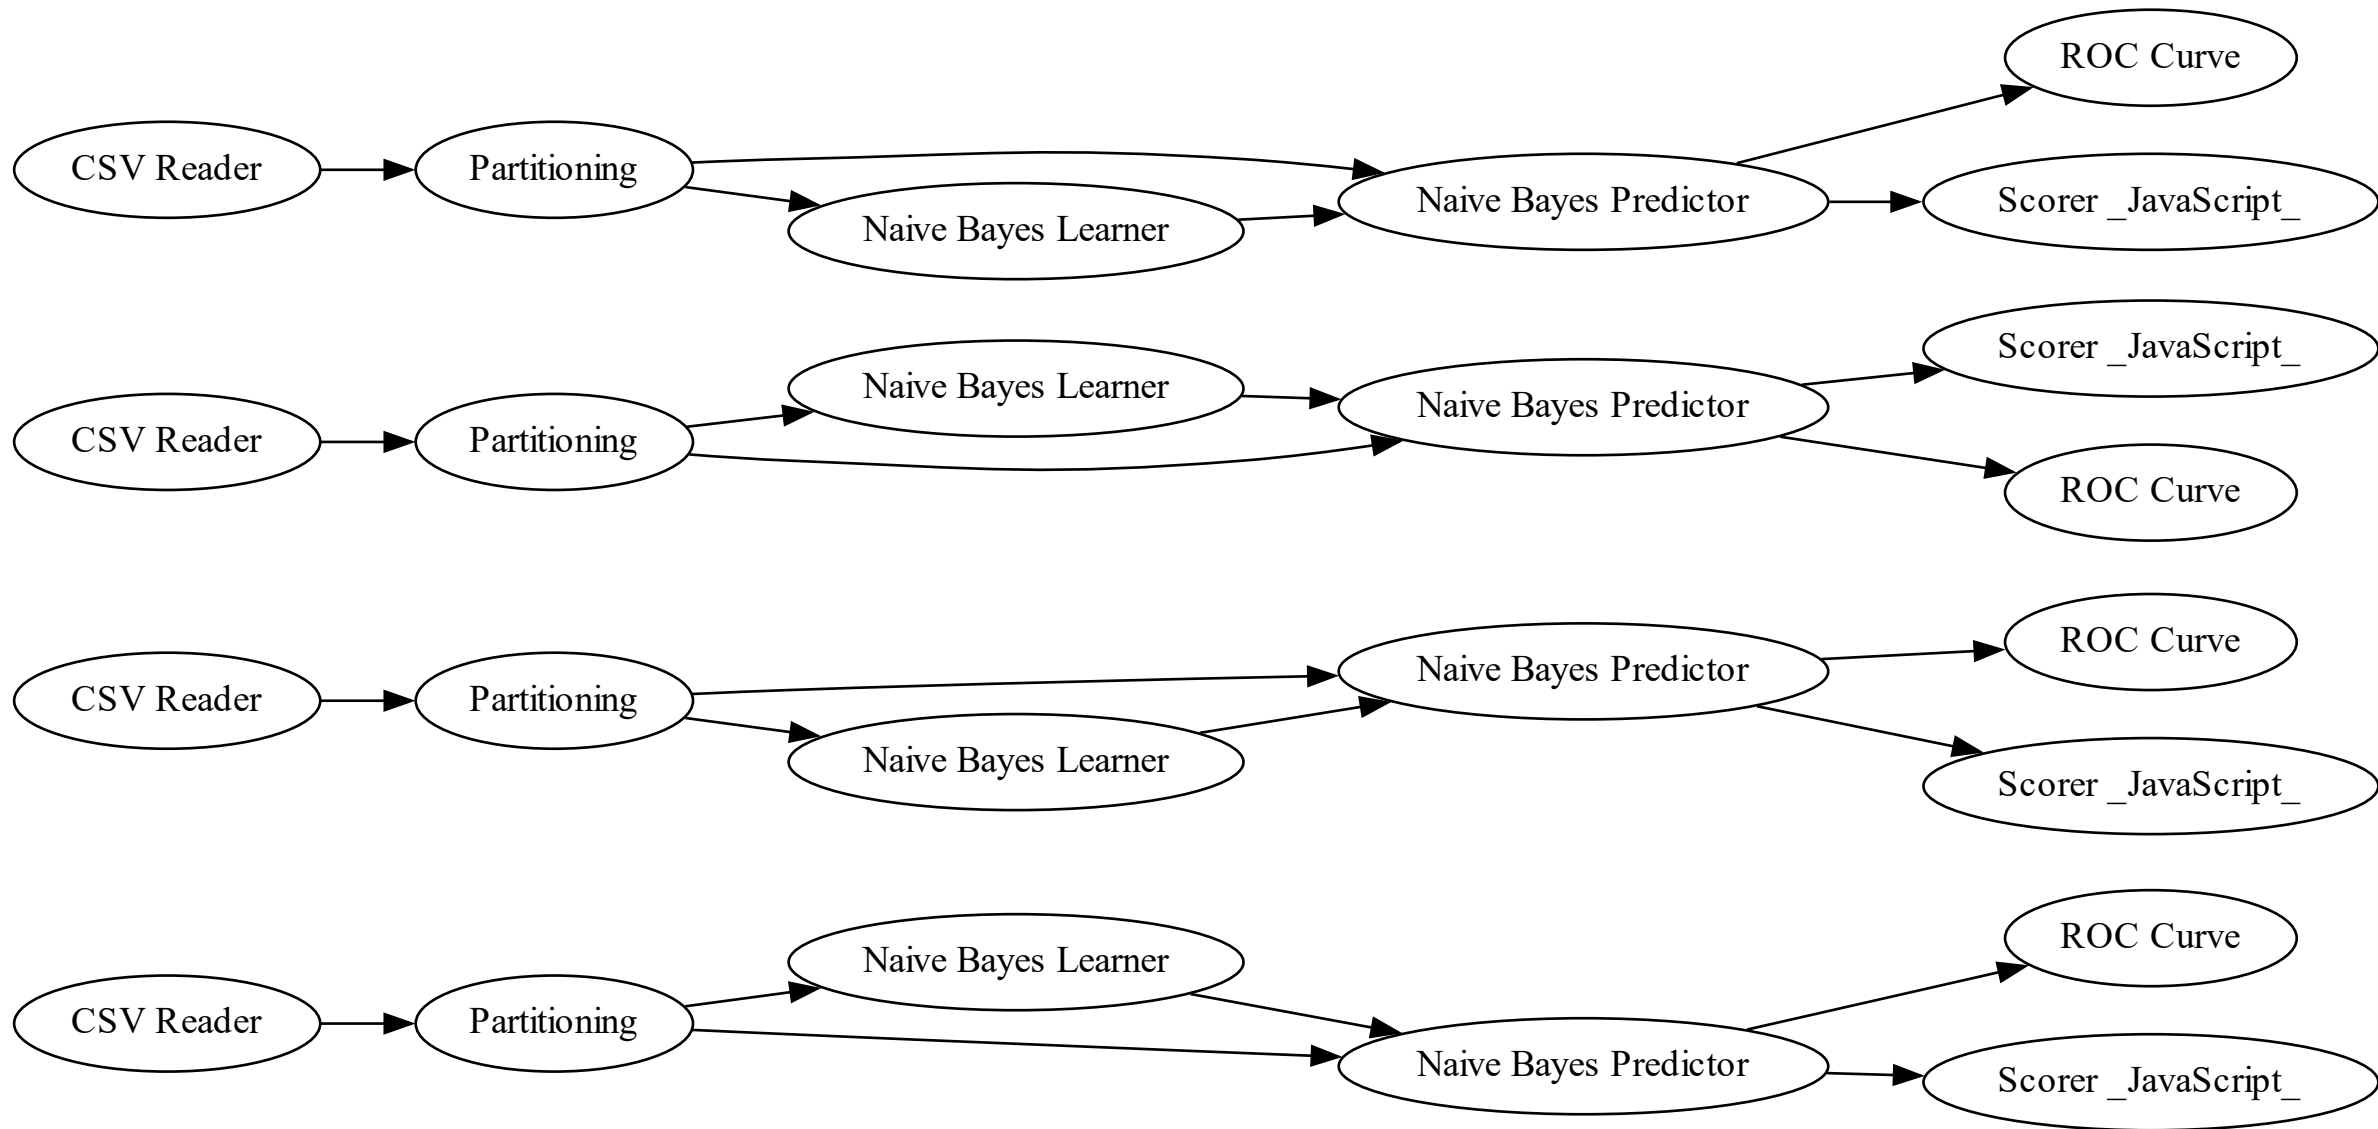 ROC Curve
CSV Reader
Partitioning
Naive Bayes Learner
Naive Bayes Predictor
Scorer _JavaScript_
CSV Reader
Partitioning
Naive Bayes Learner
Naive Bayes Predictor
Scorer _JavaScript_
ROC Curve
CSV Reader
Partitioning
Naive Bayes Learner
Naive Bayes Predictor
ROC Curve
Scorer _JavaScript_
CSV Reader
Partitioning
Naive Bayes Learner
Naive Bayes Predictor
ROC Curve
Scorer _JavaScript_